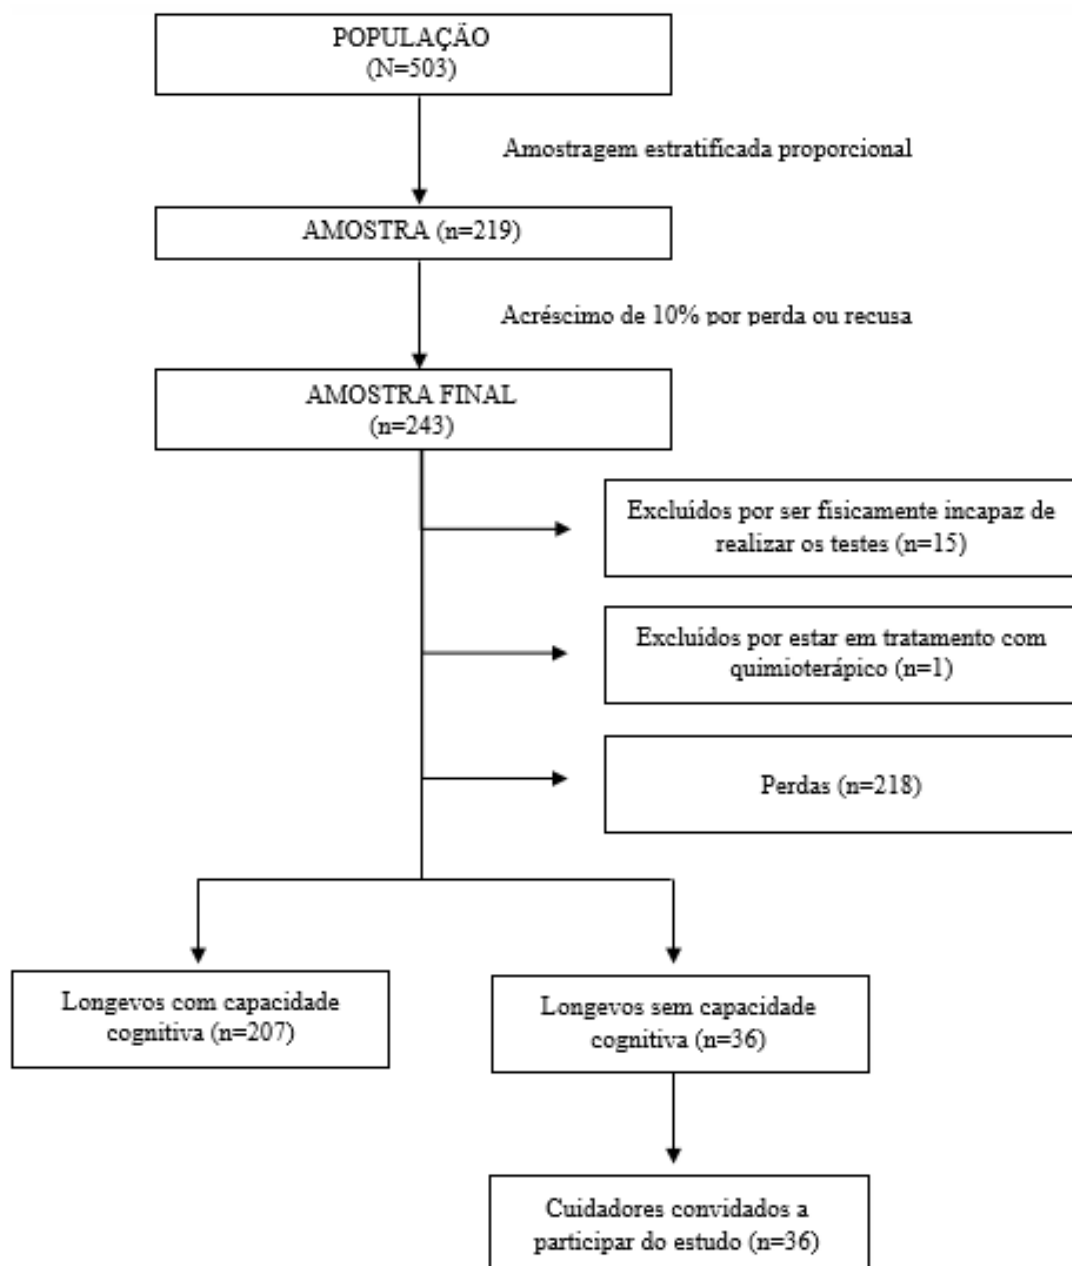 POPULAÇÃO
(N=503)
Amostragem estratificada proporcional
AMOSTRA (n=219)
Acréscimo de 10% por perda ou recusa
AMOSTRA FINAL
(n=243)
Excluídos por ser fisicamente incapaz de
realizar os testes (n=15)
Excluídos por estar em tratamento com
quimioterápico (n=1)
Perdas (n=218)
Longevos com capacidade
cognitiva (n=207)
Longevos sem capacidade
cognitiva (n=36)
Cuidadores convidados a
participar do estudo (n=36)